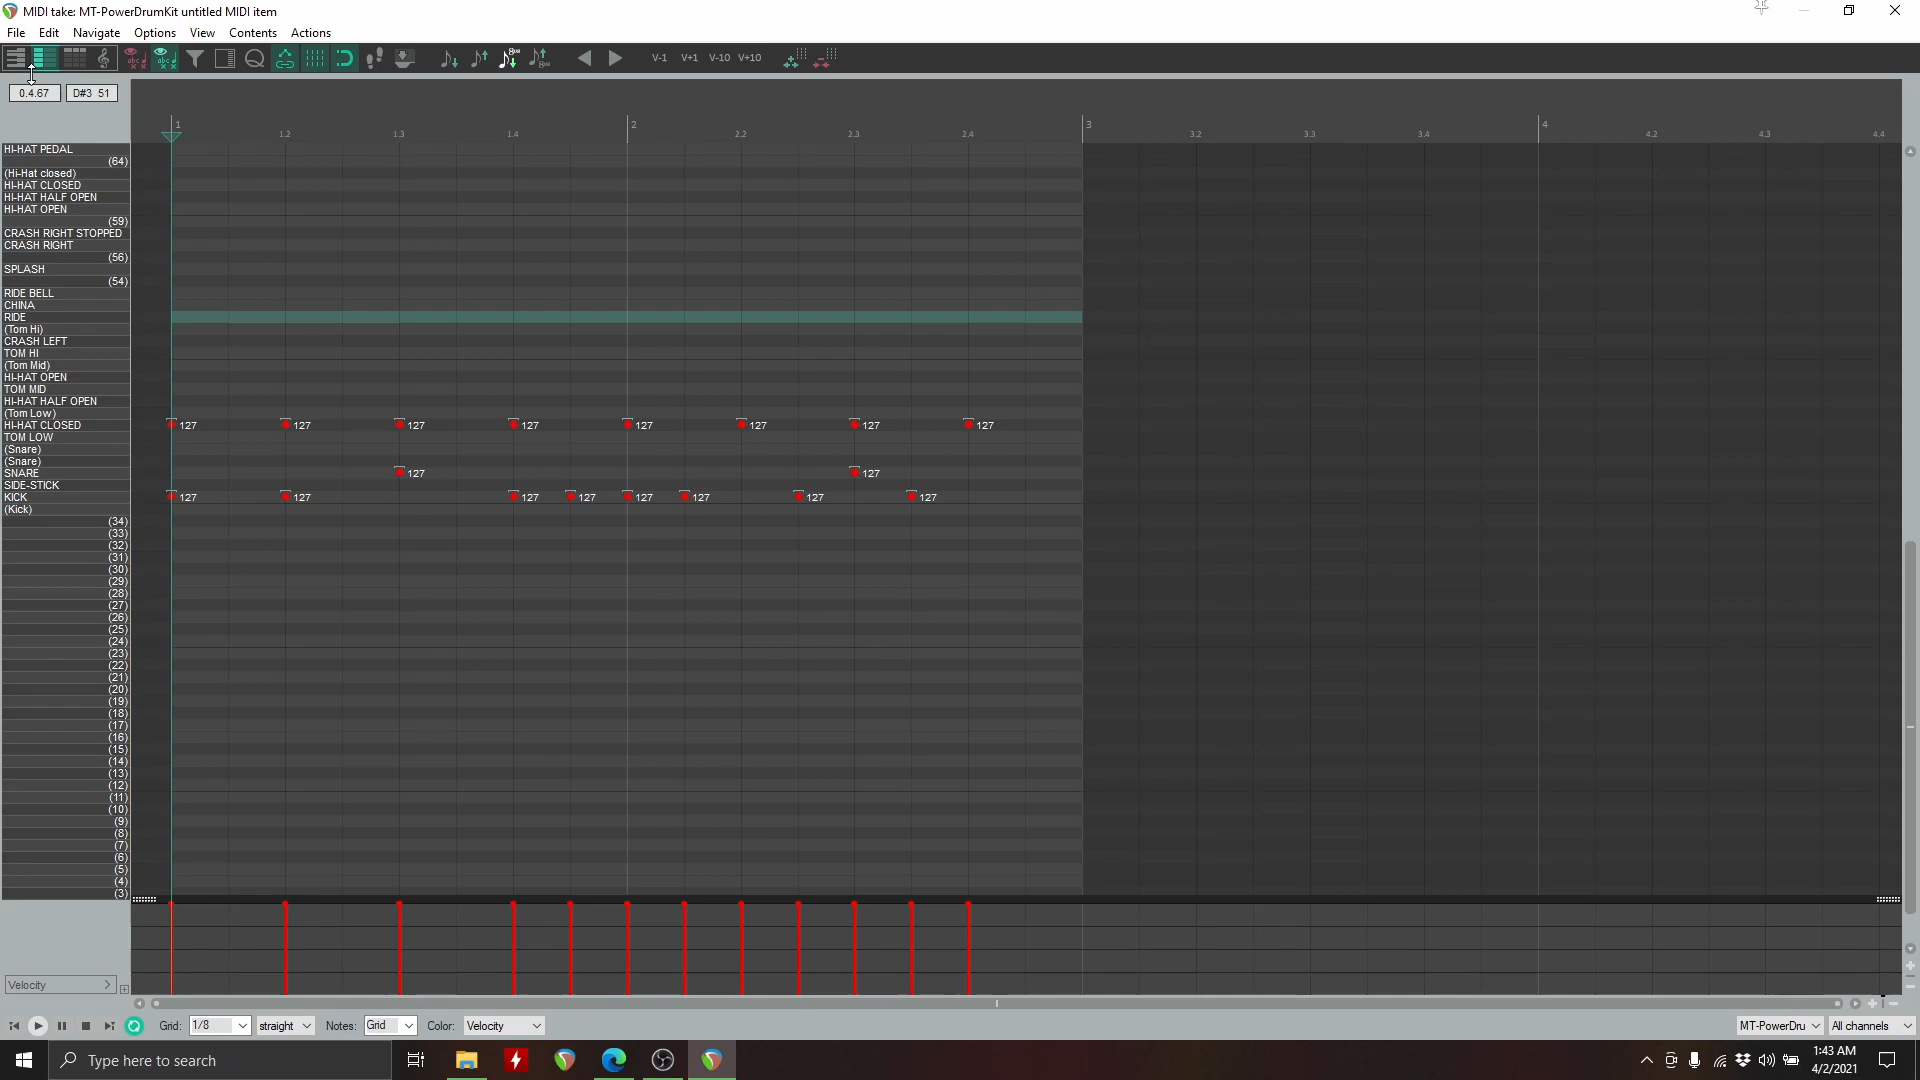 MIDI take: MT-PowerDrumKit untitled MIDI item
File Edit Navigate Options View Contents Actions
V-1 V+1 V-10 V+10
0.4.67 D#3 51
1 1.2 1.3 1.4 2 2.2 2.3 2.4 3 3.2 3.3 3.4 4 4.2 4.3 4.4
HI-HAT PEDAL
(64)
(Hi-Hat closed)
HI-HAT CLOSED
HI-HAT HALF OPEN
HI-HAT OPEN
(59)
CRASH RIGHT STOPPED
CRASH RIGHT
(56)
SPLASH
(54)
RIDE BELL
CHINA
RIDE
(Tom Hi)
CRASH LEFT
TOM HI
(Tom Mid)
HI-HAT OPEN
TOM MID
HI-HAT HALF OPEN
(Tom Low)
HI-HAT CLOSED 127 127 127 127 127 127 127 127
TOM LOW
(Snare)
(Snare)
SNARE 127 127
SIDE-STICK
KICK 127 127 127 127 127 127 127 127
(Kick)
(34)
(33)
(32)
(31)
(30)
(29)
(28)
(27)
(26)
(25)
(24)
(23)
(22)
(21)
(20)
(19)
(18)
(17)
(16)
(15)
(14)
(13)
(12)
(11)
(10)
(9)
(8)
(7)
(6)
(5)
(4)
(3)
Velocity
Grid: 1/8 straight Notes: Grid Color: Velocity MT-PowerDru All channels
Type here to search
1:43 AM
4/2/2021